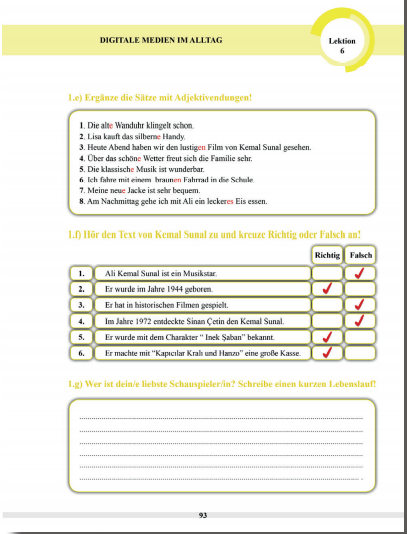 DIGITALE MEDIEN IM ALLTAG
Lektion
6
1.e) Ergänze die Sätze mit Adjektivendungen!
1. Die alte Wanduhr klingelt schon.
2. Lisa kauft das silberne Handy.
3. Heute Abend haben wir den lustigen Film von Kemal Sunal gesehen.
4. Über das schöne Wetter freut sich die Familie sehr.
5. Die klassische Musik ist wunderbar.
6. Ich fahre mit einem braunen Fahrrad in die Schule.
7. Meine neue Jacke ist sehr bequem.
8. Am Nachmittag gehe ich mit Ali ein leckeres Eis essen.
1.f) Hör den Text von Kemal Sunal zu und kreuze Richtig oder Falsch an!
Richtig Falsch
1. Ali Kemal Sunal ist ein Musikstar.
2. Er wurde im Jahre 1944 geboren.
3. Er hat in historischen Filmen gespielt.
4. Im Jahre 1972 entdeckte Sinan Çetin den Kemal Sunal.
5. Er wurde mit dem Charakter “ Inek Şaban” bekannt.
6. Er machte mit “Kapıcılar Kralı und Hanzo” eine große Kasse.
1.g) Wer ist dein/e liebste Schauspieler/in? Schreibe einen kurzen Lebenslauf!
93